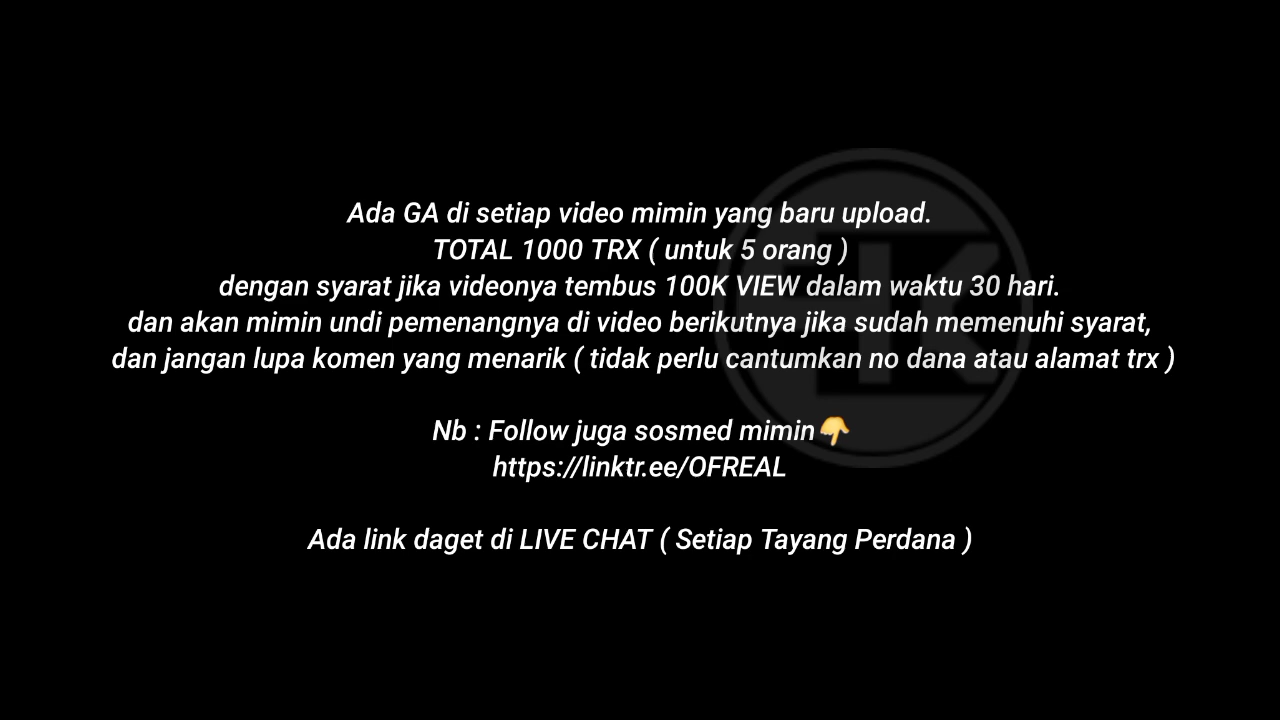 Ada GA di setiap video mimin yang baru upload.
TOTAL 1000 TRX ( untuk 5 orang )
dengan syarat jika videonya tembus 100K VIEW dalam waktu 30 hari.
dan akan mimin undi pemenangnya di video berikutnya jika sudah memenuhi syarat,
dan jangan lupa komen yang menarik ( tidak perlu cantumkan no dana atau alamat trx )
Nb : Follow juga sosmed mimin👇
https://linktr.ee/OFREAL
Ada link daget di LIVE CHAT ( Setiap Tayang Perdana )